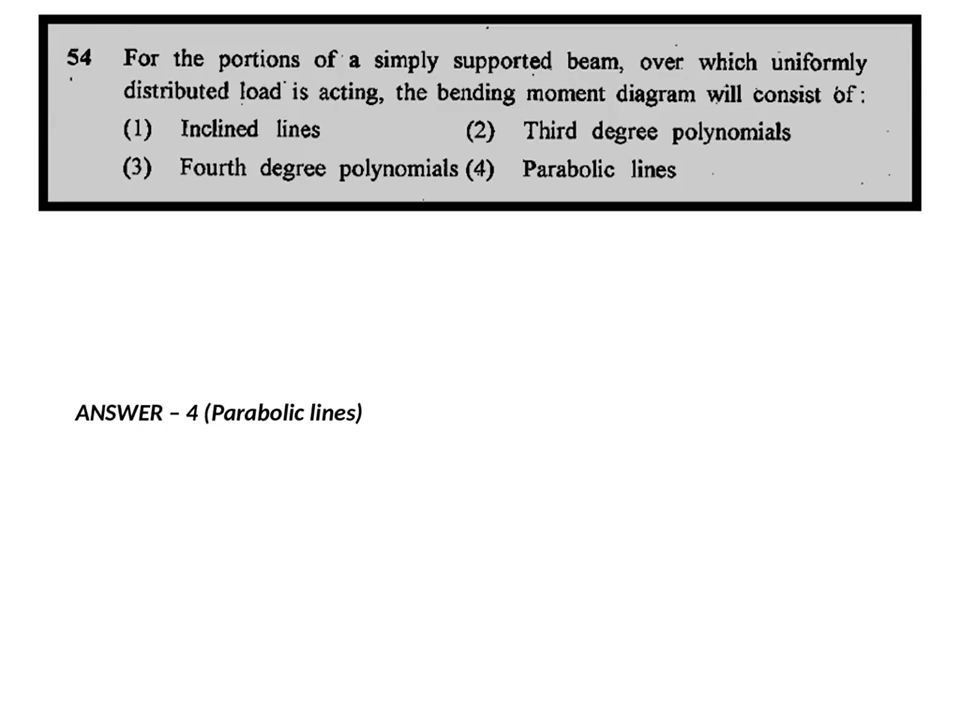 54 For the portions of a simply supported beam, over which uniformly
distributed load is acting, the bending moment diagram will consist of:
(1) Inclined lines (2) Third degree polynomials
(3) Fourth degree polynomials (4) Parabolic lines
ANSWER – 4 (Parabolic lines)